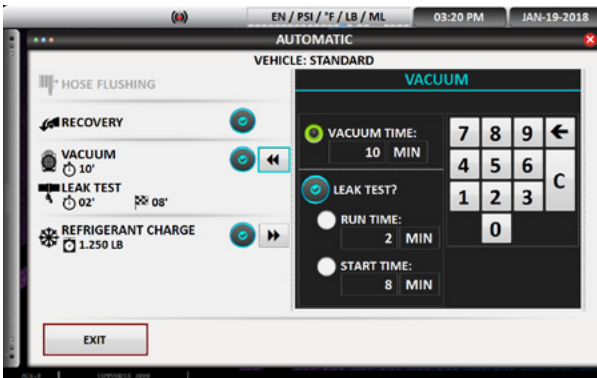 EN / PSI / °F / LB / ML
03:20 PM
JAN-19-2018
AUTOMATIC
VEHICLE: STANDARD
HOSE FLUSHING
RECOVERY
VACUUM
10'
LEAK TEST
02' 08'
REFRIGERANT CHARGE
1.250 LB
EXIT
VACUUM
VACUUM TIME:
10 MIN
LEAK TEST?
RUN TIME:
2 MIN
START TIME:
8 MIN
7 8 9
4 5 6 C
1 2 3
0
COMMANDER 3000